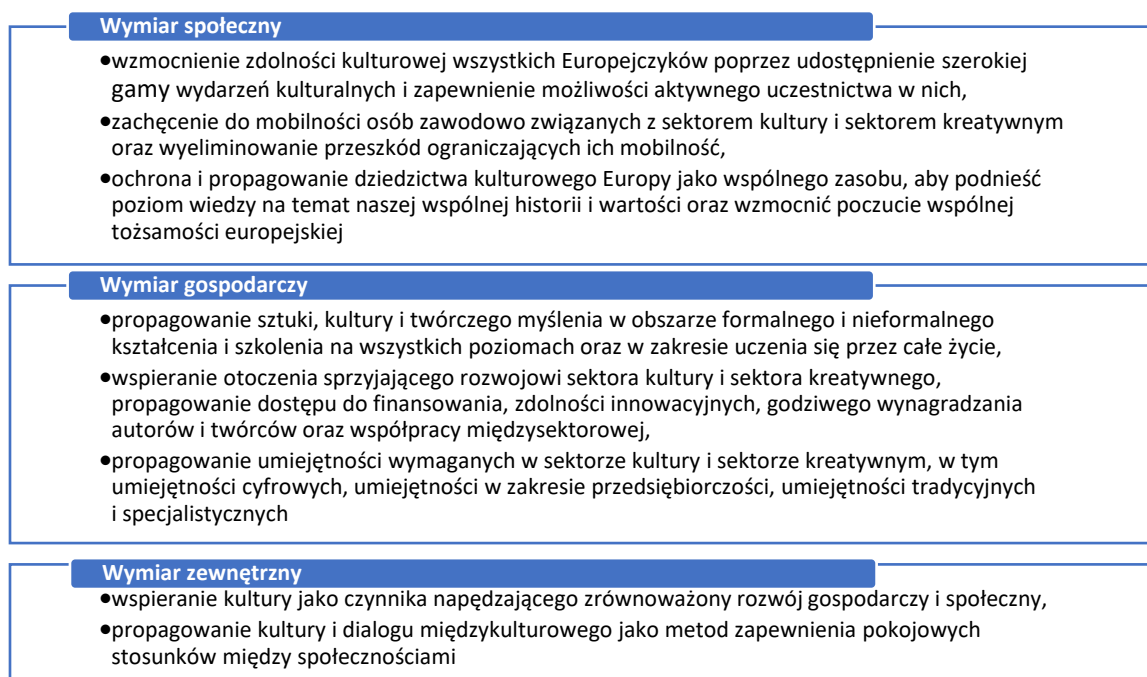 Wymiar społeczny
•wzmocnienie zdolności kulturowej wszystkich Europejczyków poprzez udostępnienie szerokiej
gamy wydarzeń kulturalnych i zapewnienie możliwości aktywnego uczestnictwa w nich,
•zachęcenie do mobilności osób zawodowo związanych z sektorem kultury i sektorem kreatywnym
oraz wyeliminowanie przeszkód ograniczających ich mobilność,
•ochrona i propagowanie dziedzictwa kulturowego Europy jako wspólnego zasobu, aby podnieść
poziom wiedzy na temat naszej wspólnej historii i wartości oraz wzmocnić poczucie wspólnej
tożsamości europejskiej
Wymiar gospodarczy
•propagowanie sztuki, kultury i twórczego myślenia w obszarze formalnego i nieformalnego
kształcenia i szkolenia na wszystkich poziomach oraz w zakresie uczenia się przez całe życie,
•wspieranie otoczenia sprzyjającego rozwojowi sektora kultury i sektora kreatywnego,
propagowanie dostępu do finansowania, zdolności innowacyjnych, godziwego wynagradzania
autorów i twórców oraz współpracy międzysektorowej,
•propagowanie umiejętności wymaganych w sektorze kultury i sektorze kreatywnym, w tym
umiejętności cyfrowych, umiejętności w zakresie przedsiębiorczości, umiejętności tradycyjnych
i specjalistycznych
Wymiar zewnętrzny
•wspieranie kultury jako czynnika napędzającego zrównoważony rozwój gospodarczy i społeczny,
•propagowanie kultury i dialogu międzykulturowego jako metod zapewnienia pokojowych
stosunków między społecznościami